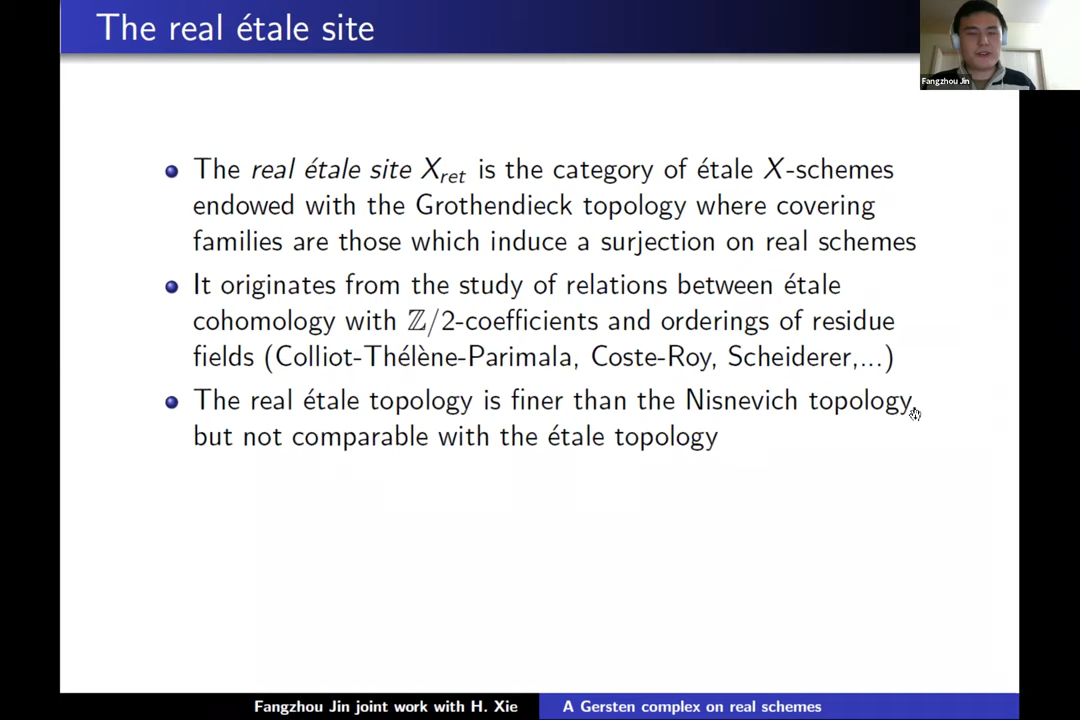 The real étale site
Fangzhou Jin
The real étale site X_ret is the category of étale X-schemes
endowed with the Grothendieck topology where covering
families are those which induce a surjection on real schemes
It originates from the study of relations between étale
cohomology with ℤ/2-coefficients and orderings of residue
fields (Colliot-Thélène-Parimala, Coste-Roy, Scheiderer,...)
The real étale topology is finer than the Nisnevich topology,
but not comparable with the étale topology
Fangzhou Jin joint work with H. Xie
A Gersten complex on real schemes